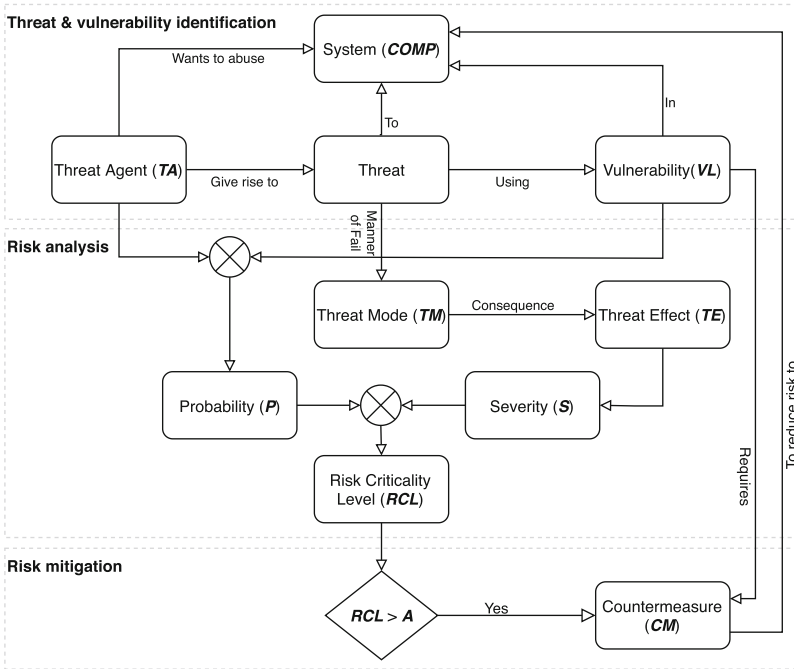 Threat & vulnerability identification
System (COMP)
Wants to abuse
To
In
Threat Agent (TA)
Give rise to
Threat
Using
Vulnerability(VL)
Manner
of Fail
Risk analysis
Threat Mode (TM)
Consequence
Threat Effect (TE)
To reduce risk to
Probability (P)
Severity (S)
Requires
Risk Criticality
Level (RCL)
Risk mitigation
RCL > A
Yes
Countermeasure
(CM)